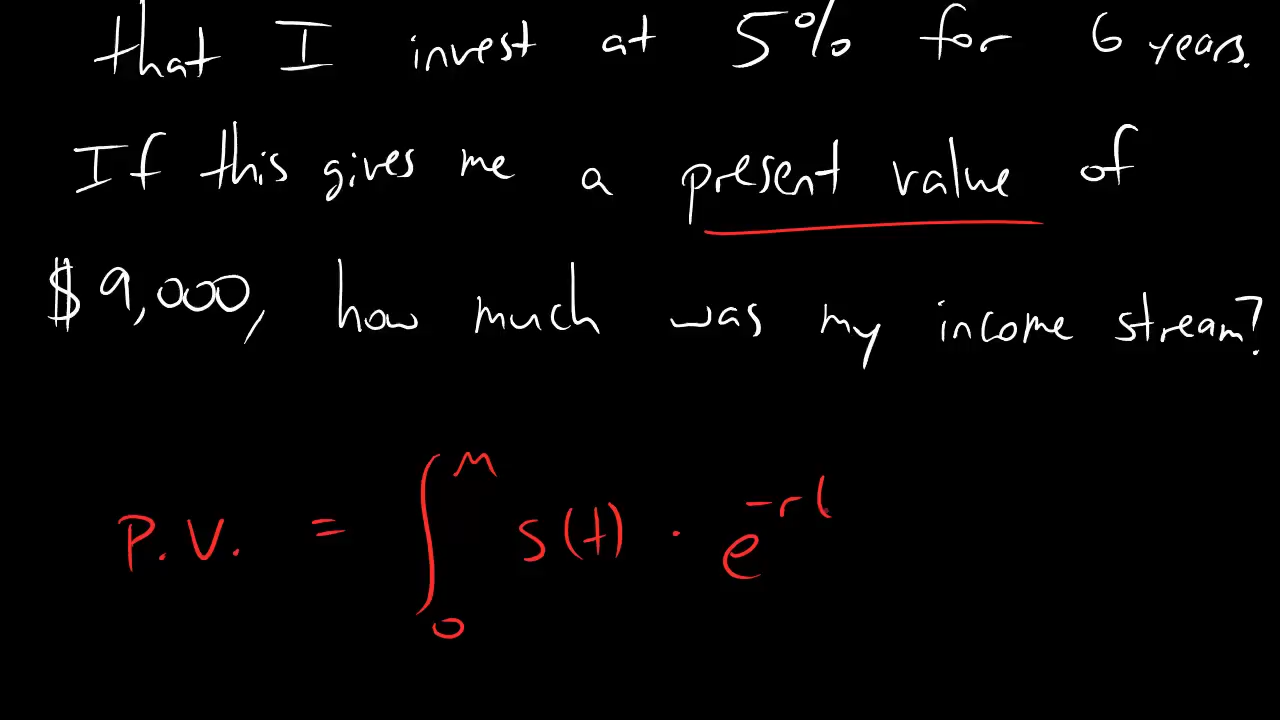 that I invest at 5% for 6 years.
If this gives me a present value of
$9,000, how much was my income stream?
P.V. = ∫₀ᴹ s(t) · e^-r(